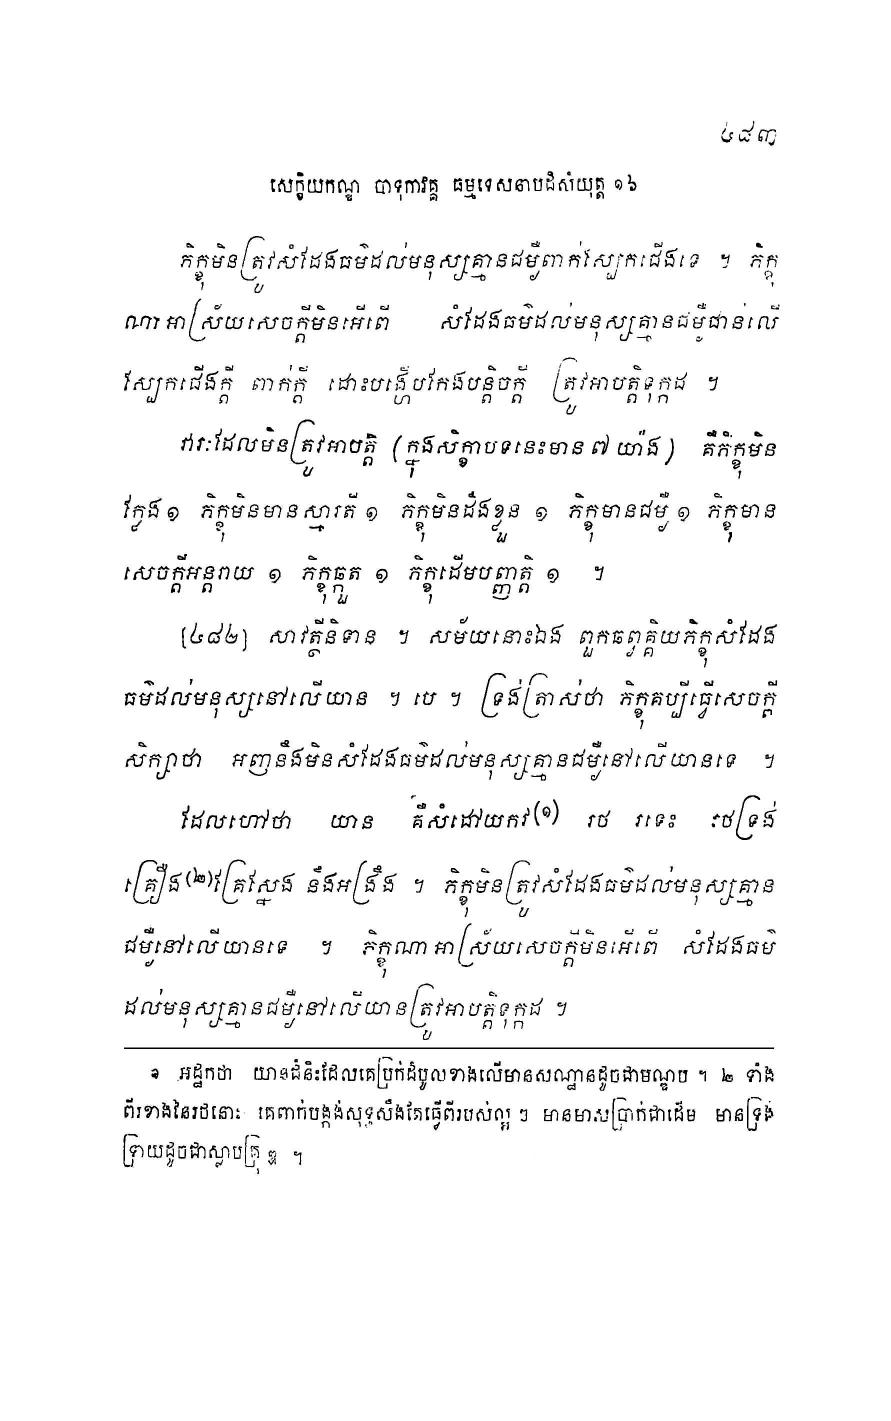 ៤៨៣
សេក្ខិយកណ្ឌ បាទុកាវគ្គ ធម្មទេសនាបដិសំយុត្ត ១៦
ភិក្ខុមិនត្រូវសំដែងធម៌ដល់មនុស្សគ្មានជម្ងឺពាក់ស្បែកជើងទេ ។ ភិក្ខុ
ណាអាស្រ័យសេចក្តីមិនអើពើ សំដែងធម៌ដល់មនុស្សគ្មានជម្ងឺជាន់លើ
ស្បែកជើងក្តី ពាក់ក្តី ដោះបង្ហើបកែងបន្តិចក្តី ត្រូវអាបត្តិទុក្កដ ។
វារៈដែលមិនត្រូវអាបត្តិ (ក្នុងសិក្ខាបទនេះមាន ៧ យ៉ាង) គឺភិក្ខុមិន
ក្លែង ១ ភិក្ខុមិនមានស្មារតី ១ ភិក្ខុមិនដឹងខ្លួន ១ ភិក្ខុមានជម្ងឺ ១ ភិក្ខុមាន
សេចក្តីអន្តរាយ ១ ភិក្ខុឆ្កួត ១ ភិក្ខុដើមបញ្ញត្តិ ១ ។
[៤៨២] សាវត្ថីនិទាន ។ សម័យនោះឯង ពួកឆព្វគ្គិយភិក្ខុសំដែង
ធម៌ដល់មនុស្សនៅលើយាន ។ បេ ។ ទ្រង់ត្រាស់ថា ភិក្ខុគប្បីធ្វើសេចក្តី
សិក្សាថា អញនឹងមិនសំដែងធម៌ដល់មនុស្សគ្មានជម្ងឺនៅលើយានទេ ។
ដែលហៅថា យាន គឺសំដៅយកវ(១) រថ រទេះ រថទ្រង់
គ្រឿង(២)គ្រែស្នែង និងអង្រឹង ។ ភិក្ខុមិនត្រូវសំដែងធម៌ដល់មនុស្សគ្មាន
ជម្ងឺនៅលើយានទេ ។ ភិក្ខុណាអាស្រ័យសេចក្តីមិនអើពើ សំដែងធម៌
ដល់មនុស្សគ្មានជម្ងឺនៅលើយានត្រូវអាបត្តិទុក្កដ ។
១ អដ្ឋកថា យានជំនិះដែលគេប្រក់ដំបូលខាងលើមានសណ្ឋានដូចជាមណ្ឌប ។ ២ ទាំង
ពីរខាងនៃរថនោះ គេពាក់បង្កង់សុទ្ធសឹងតែធ្វើពីរបស់ល្អ ៗ មានមាសប្រាក់ជាដើម មានទ្រង់
ទ្រាយដូចជាស្លាបគ្រុឌ ។